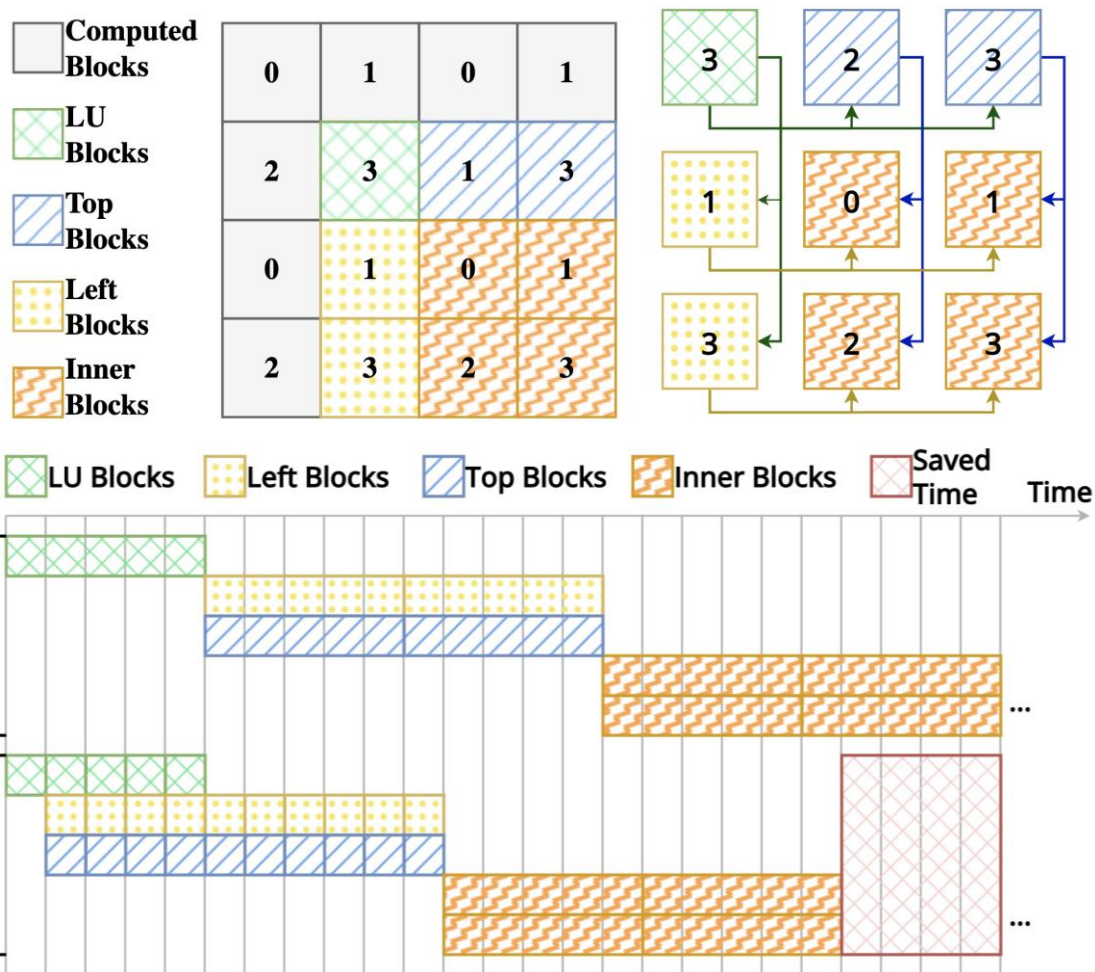 Computed
Blocks
LU
Blocks
Top
Blocks
Left
Blocks
Inner
Blocks
0 1 0 1
2 3 1 3
0 1 0 1
2 3 2 3
3 2 3
1 0 1
3 2 3
LU Blocks
Left Blocks
Top Blocks
Inner Blocks
Saved
Time
Time
...
...